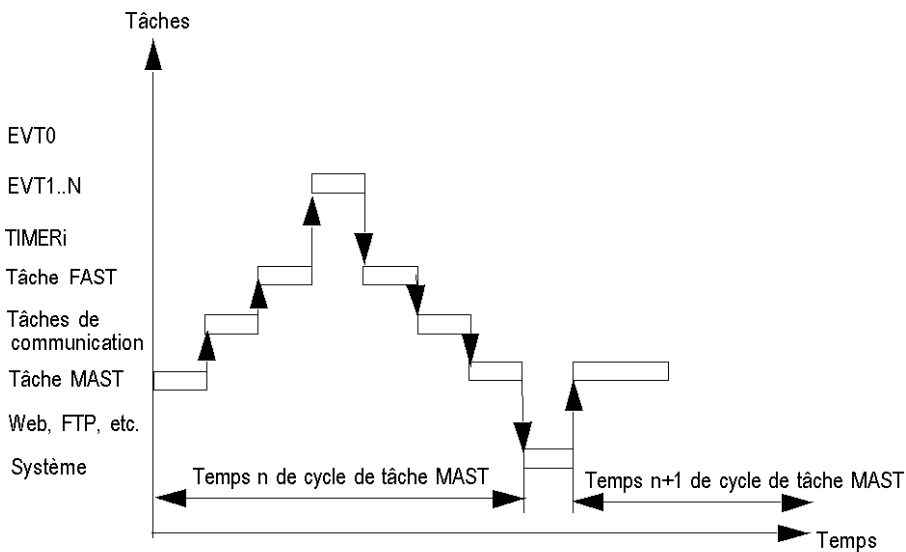 Tâches
EVT0
EVT1..N
TIMERi
Tâche FAST
Tâches de
communication
Tâche MAST
Web, FTP, etc.
Système
Temps n de cycle de tâche MAST
Temps n+1 de cycle de tâche MAST
Temps